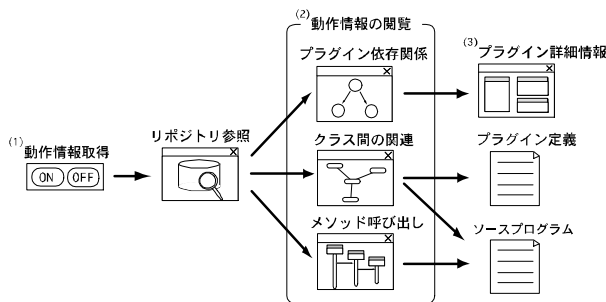 (1)
動作情報取得
ON OFF
リポジトリ参照
(2)
動作情報の閲覧
プラグイン依存関係
クラス間の関連
メソッド呼び出し
(3)
プラグイン詳細情報
プラグイン定義
ソースプログラム